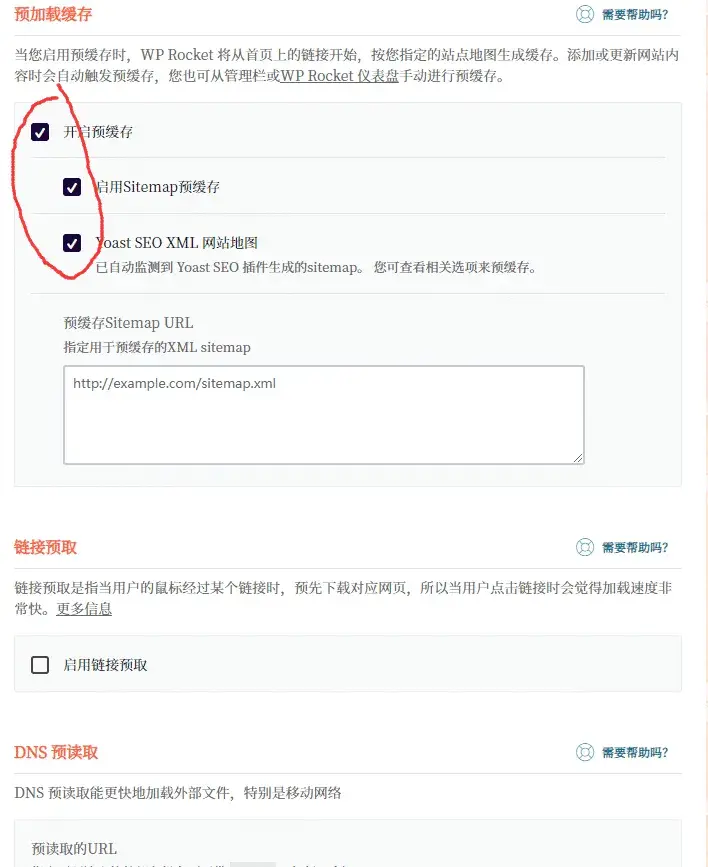 预加载缓存
需要帮助吗?
当您启用预缓存时，WP Rocket 将从首页上的链接开始，按您指定的站点地图生成缓存。添加或更新网站内
容时会自动触发预缓存，您也可从管理栏或WP Rocket 仪表盘手动进行预缓存。
开启预缓存
启用Sitemap预缓存
Yoast SEO XML 网站地图
已自动监测到 Yoast SEO 插件生成的sitemap。 您可查看相关选项来预缓存。
预缓存Sitemap URL
指定用于预缓存的XML sitemap
http://example.com/sitemap.xml
链接预取
需要帮助吗?
链接预取是指当用户的鼠标经过某个链接时，预先下载对应网页，所以当用户点击链接时会觉得加载速度非
常快。更多信息
启用链接预取
DNS 预读取
需要帮助吗?
DNS 预读取能更快地加载外部文件，特别是移动网络
预读取的URL